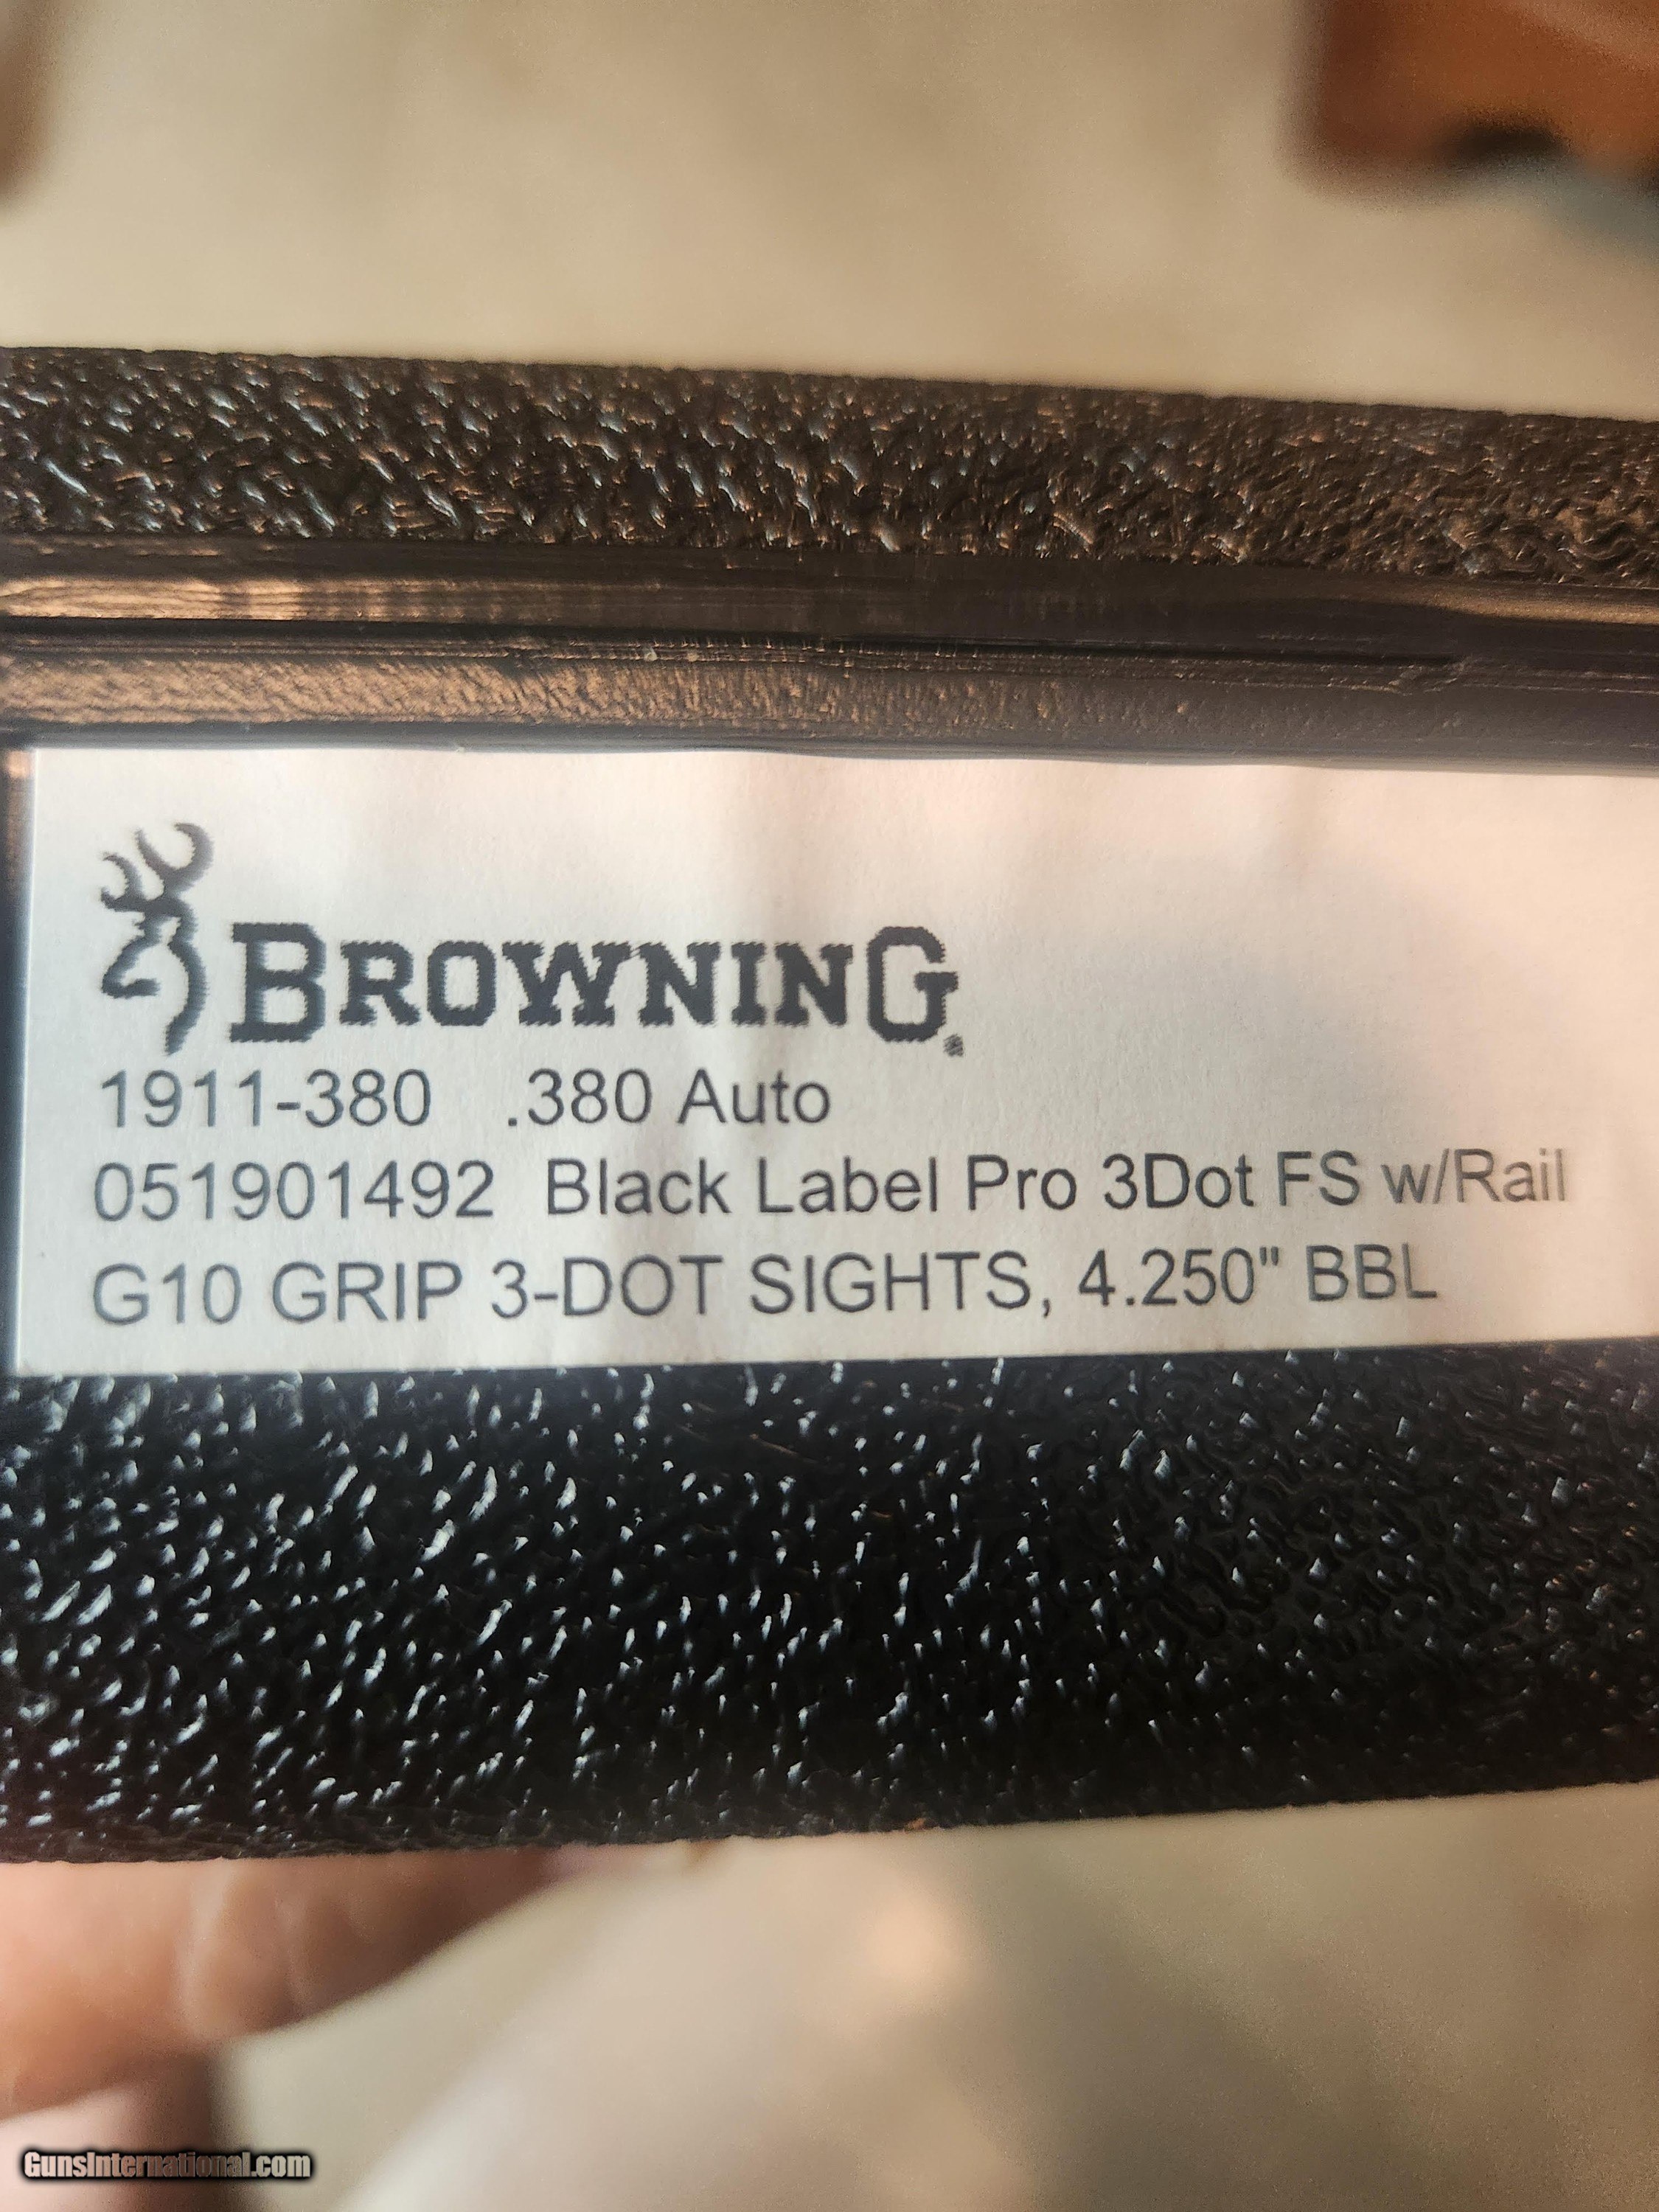 BROWNING®
1911-380 .380 Auto
051901492 Black Label Pro 3Dot FS w/Rail
G10 GRIP 3-DOT SIGHTS, 4.250" BBL
GunsInternational.com